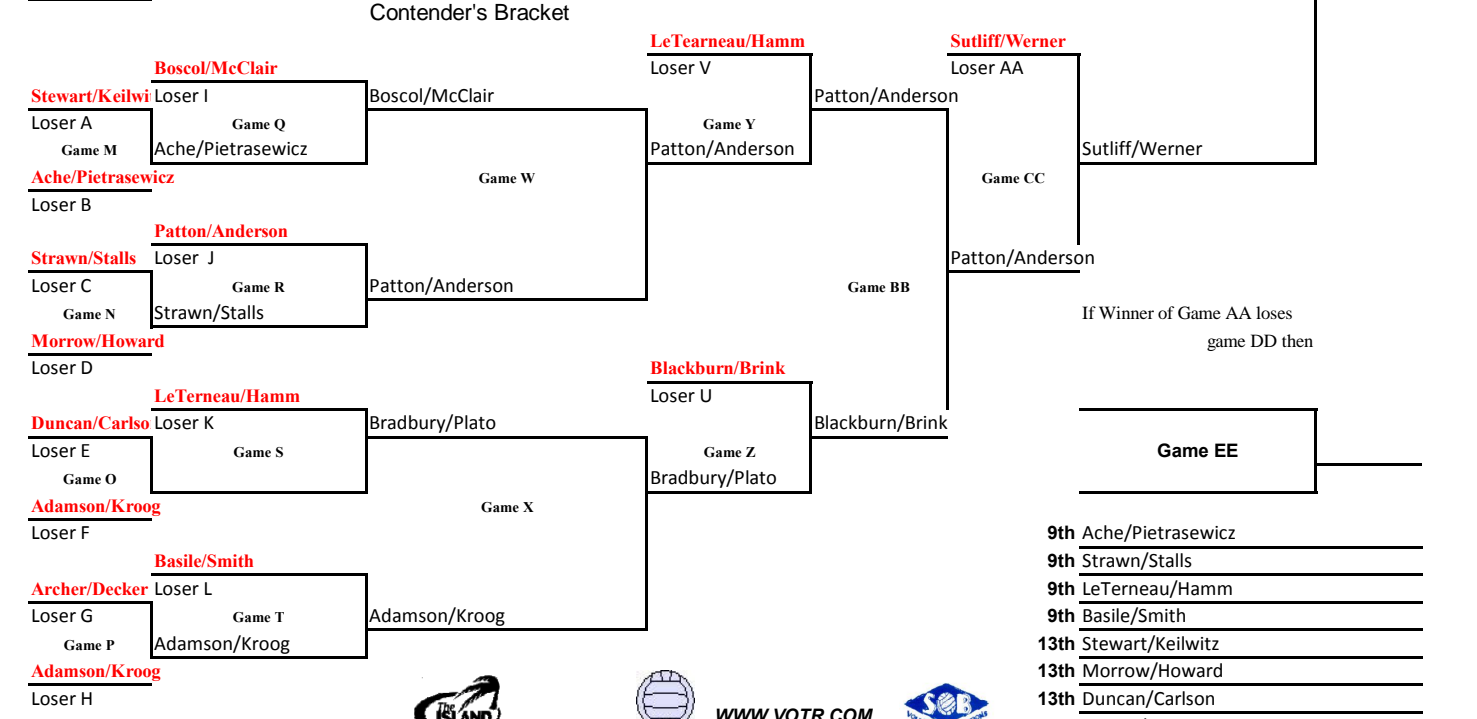 Contender's Bracket
LeTearneau/Hamm
Sutliff/Werner
Boscol/McClair
Loser V
Loser AA
Stewart/Keilwi
Loser I
Boscol/McClair
Patton/Anderson
Loser A
Game Q
Game Y
Game M
Ache/Pietrasewicz
Patton/Anderson
Sutliff/Werner
Ache/Pietrasewicz
Game W
Game CC
Loser B
Patton/Anderson
Strawn/Stalls
Loser J
Patton/Anderson
Loser C
Game R
Patton/Anderson
Game BB
Game N
Strawn/Stalls
If Winner of Game AA loses
Morrow/Howard
game DD then
Loser D
Blackburn/Brink
LeTerneau/Hamm
Loser U
Duncan/Carlso
Loser K
Bradbury/Plato
Blackburn/Brink
Loser E
Game S
Game Z
Game EE
Game O
Bradbury/Plato
Adamson/Kroog
Game X
Loser F
9th Ache/Pietrasewicz
Basile/Smith
9th Strawn/Stalls
Archer/Decker
Loser L
9th LeTerneau/Hamm
Loser G
Game T
Adamson/Kroog
9th Basile/Smith
Game P
Adamson/Kroog
13th Stewart/Keilwitz
Adamson/Kroog
13th Morrow/Howard
Loser H
13th Duncan/Carlson
The
ISLAND
WWW.VOTR.COM
SOB